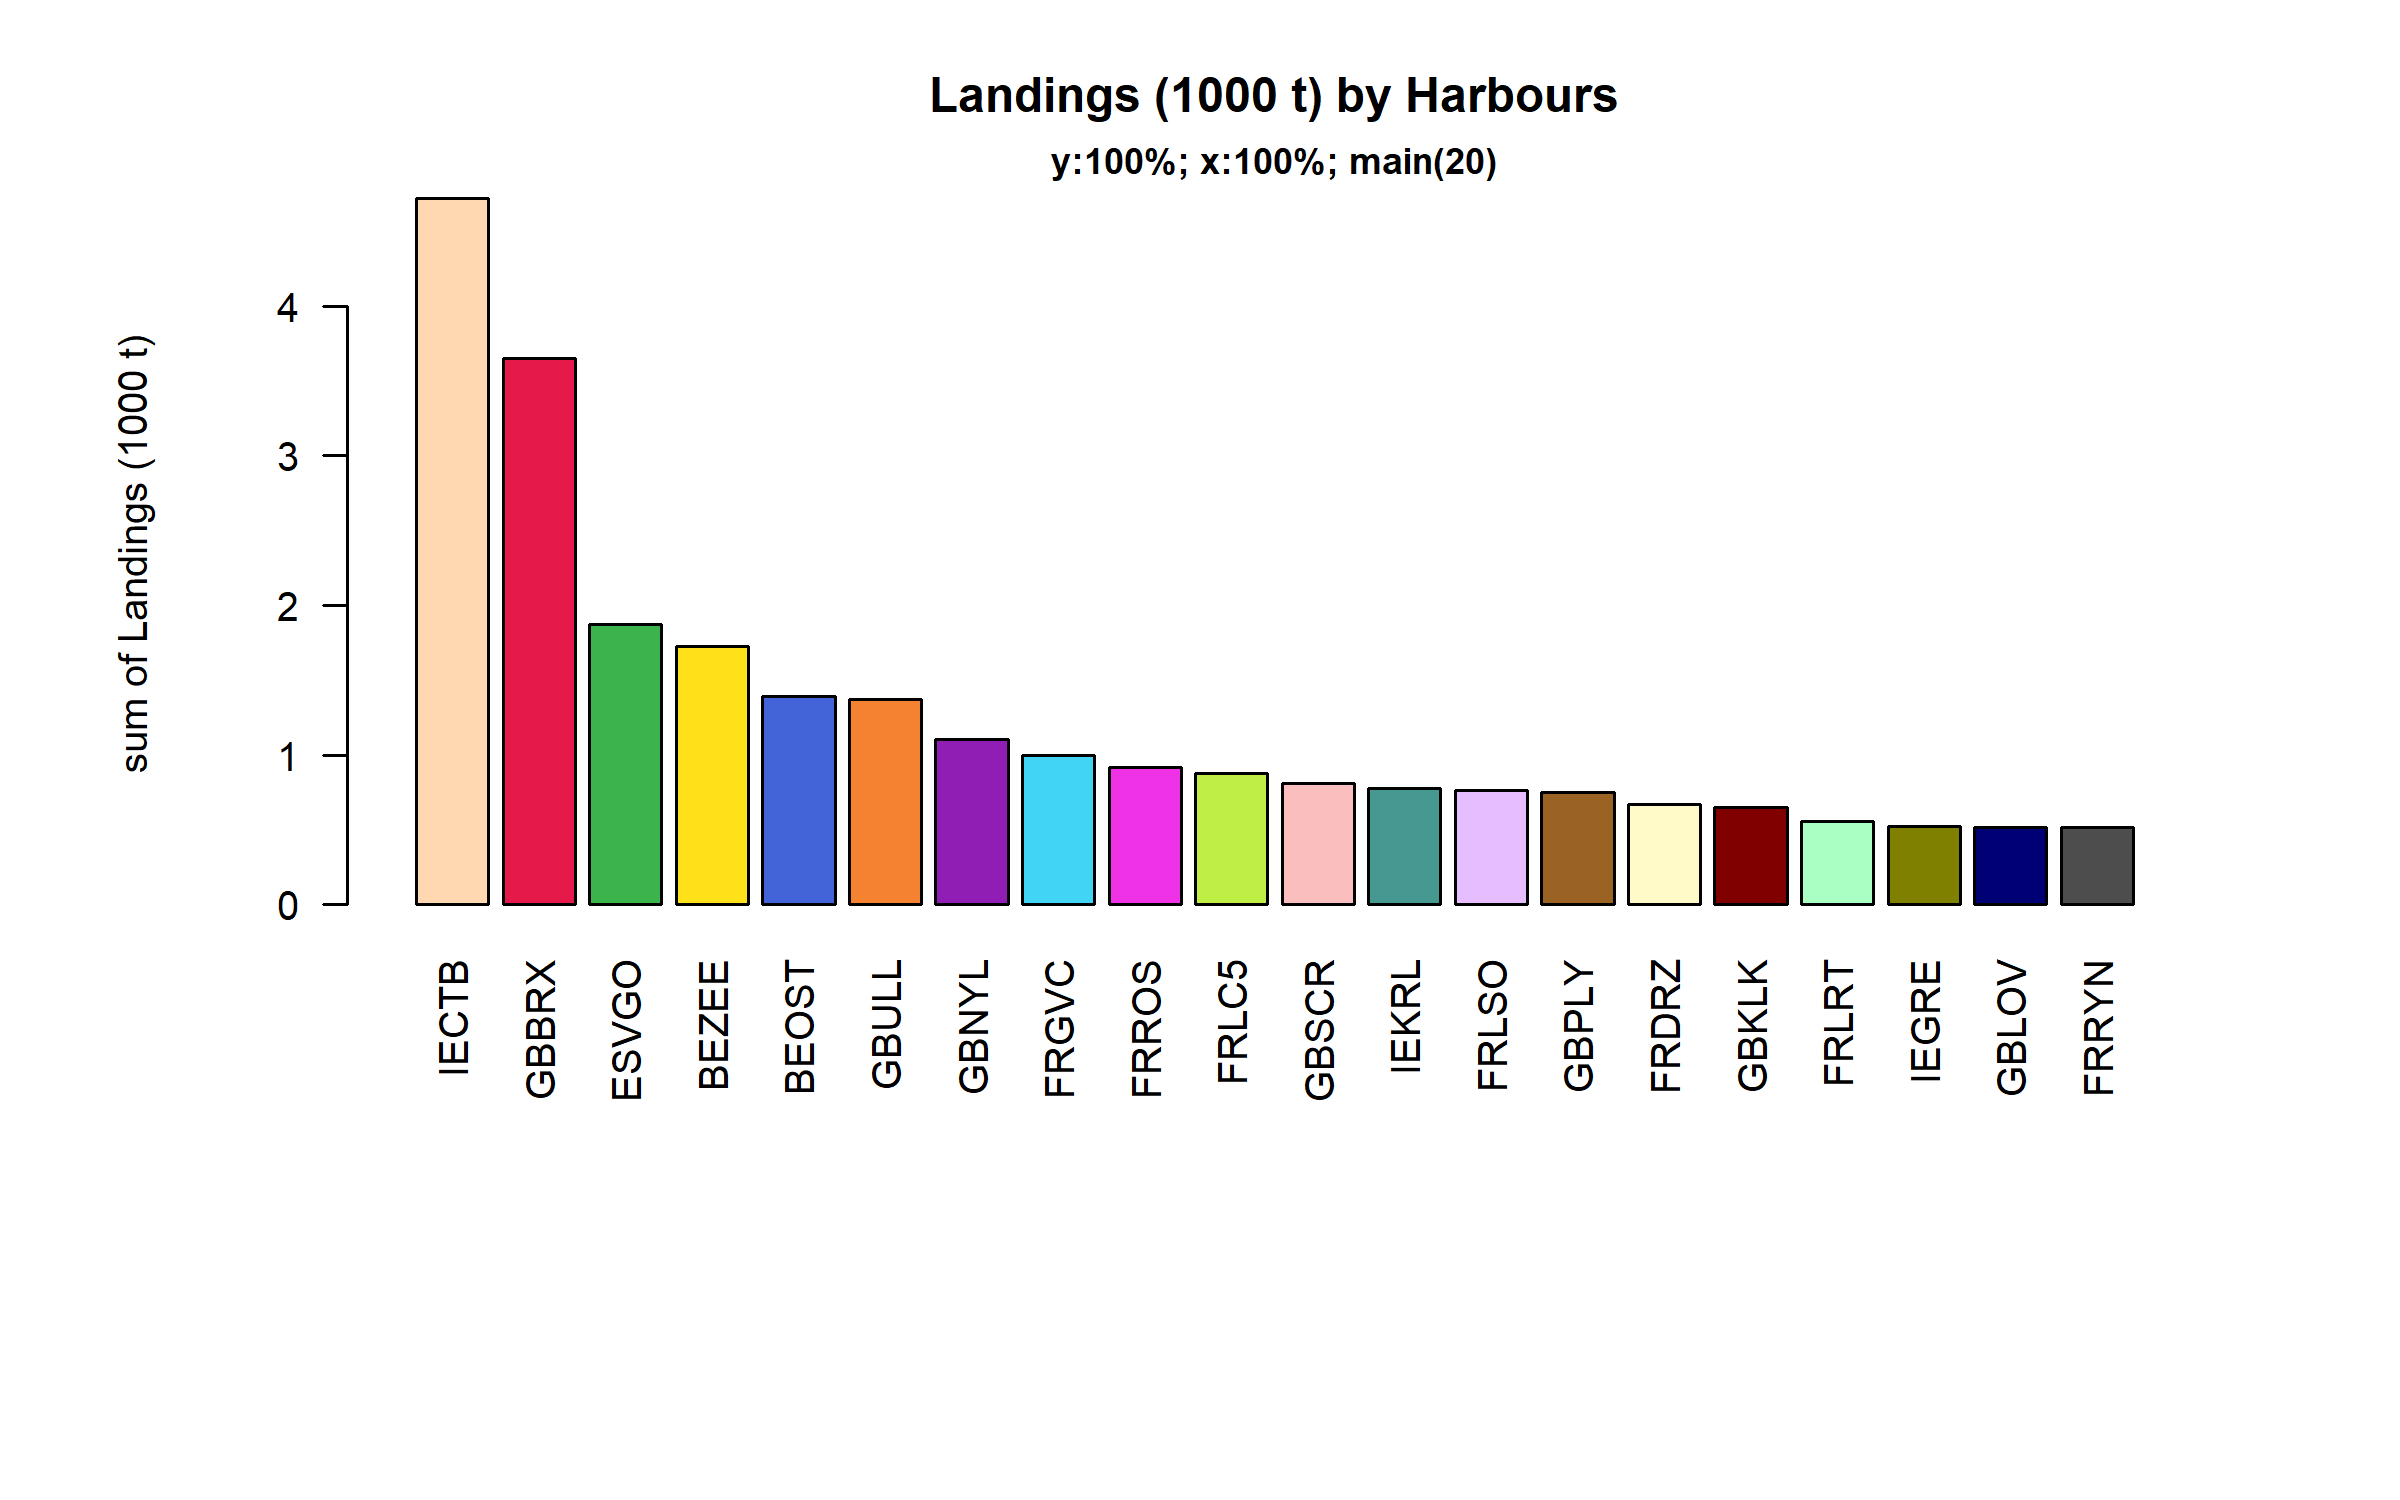 Landings (1000 t) by Harbours
y:100%; x:100%; main(20)
sum of Landings (1000 t)
4
3
2
1
0
IECTB
GBBRX
ESVGO
BEZEE
BEOST
GBULL
GBNYL
FRGVC
FRROS
FRLC5
GBSCR
IEKRL
FRLSO
GBPLY
FRDRZ
GBKLK
FRLRT
IEGRE
GBLOV
FRRYN